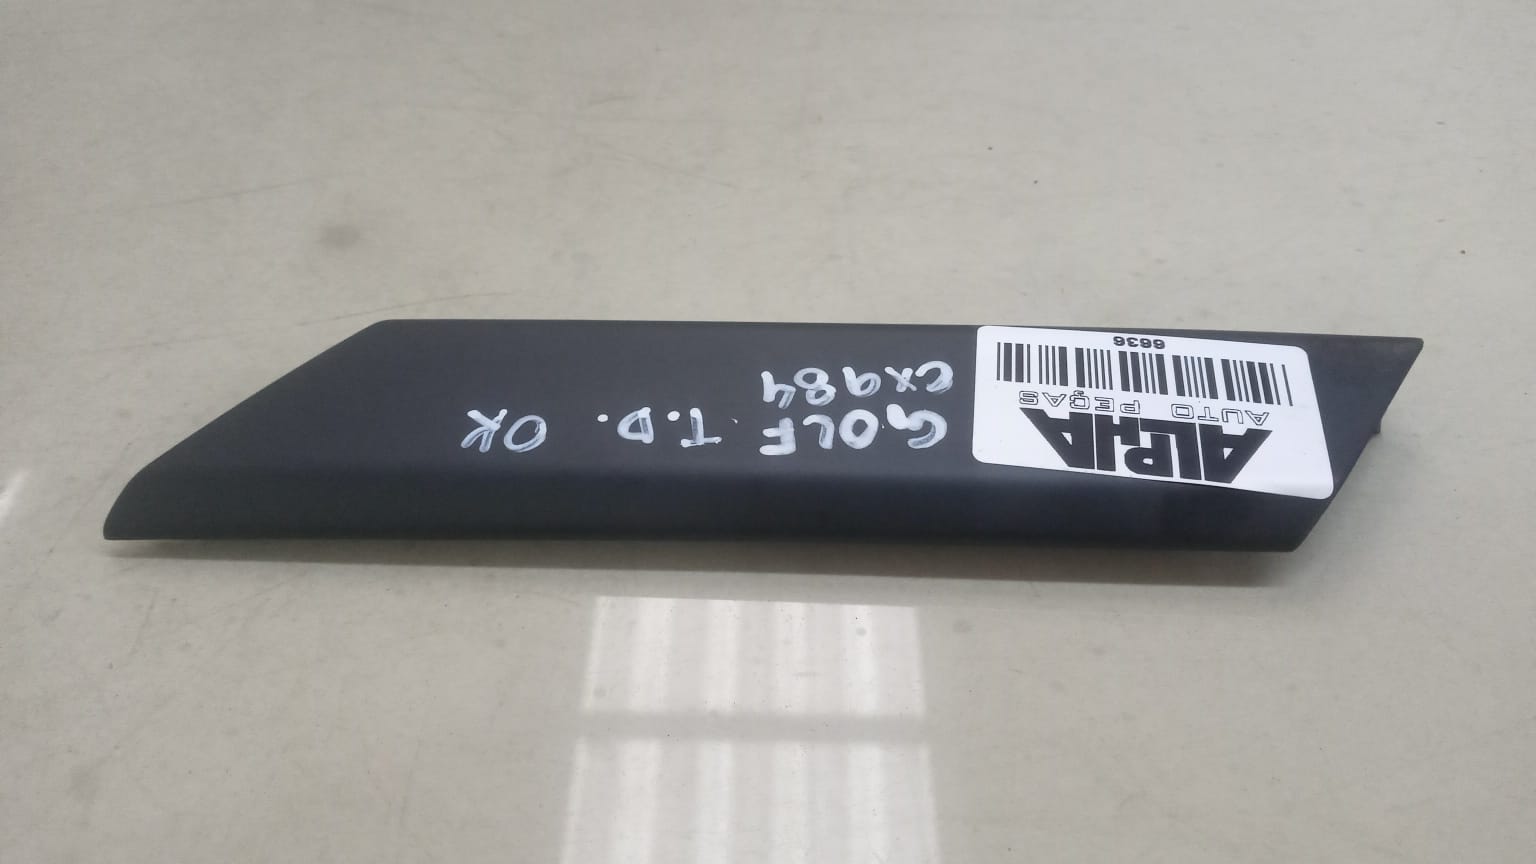 GOLF T.D. OK
CX984
ALPHA
AUTO PEÇAS
6636